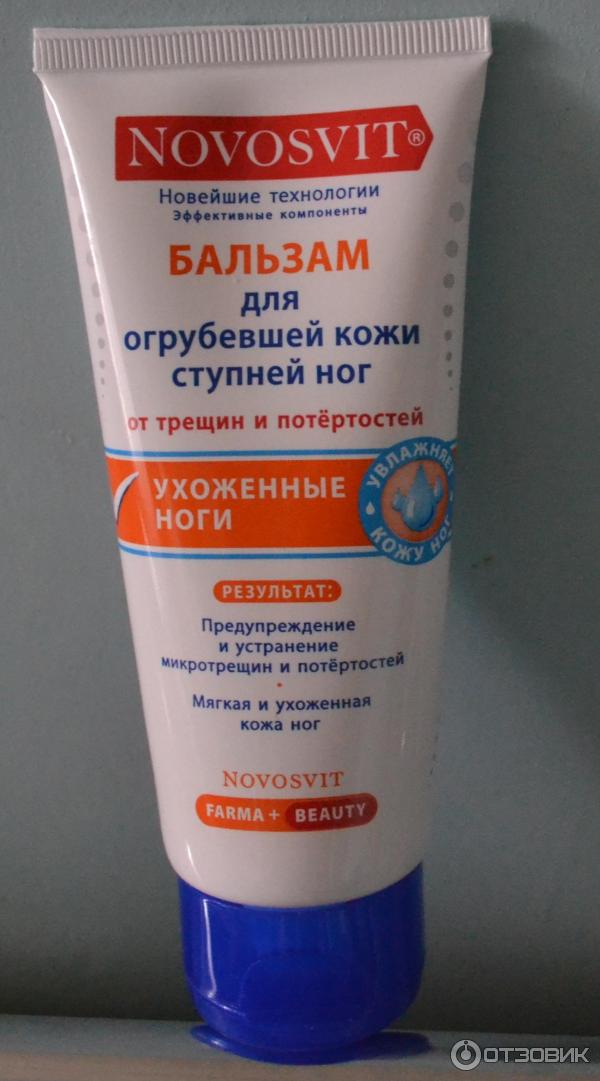 NOVOSVIT®
Новейшие технологии
Эффективные компоненты
БАЛЬЗАМ
для
огрубевшей кожи
ступней ног
от трещин и потёртостей
УХОЖЕННЫЕ
НОГИ
УВЛАЖНЯЕТ
КОЖУ НОГ
РЕЗУЛЬТАТ:
Предупреждение
и устранение
микротрещин и потёртостей
Мягкая и ухоженная
кожа ног
NOVOSVIT
FARMA + BEAUTY
ОТЗОВИК